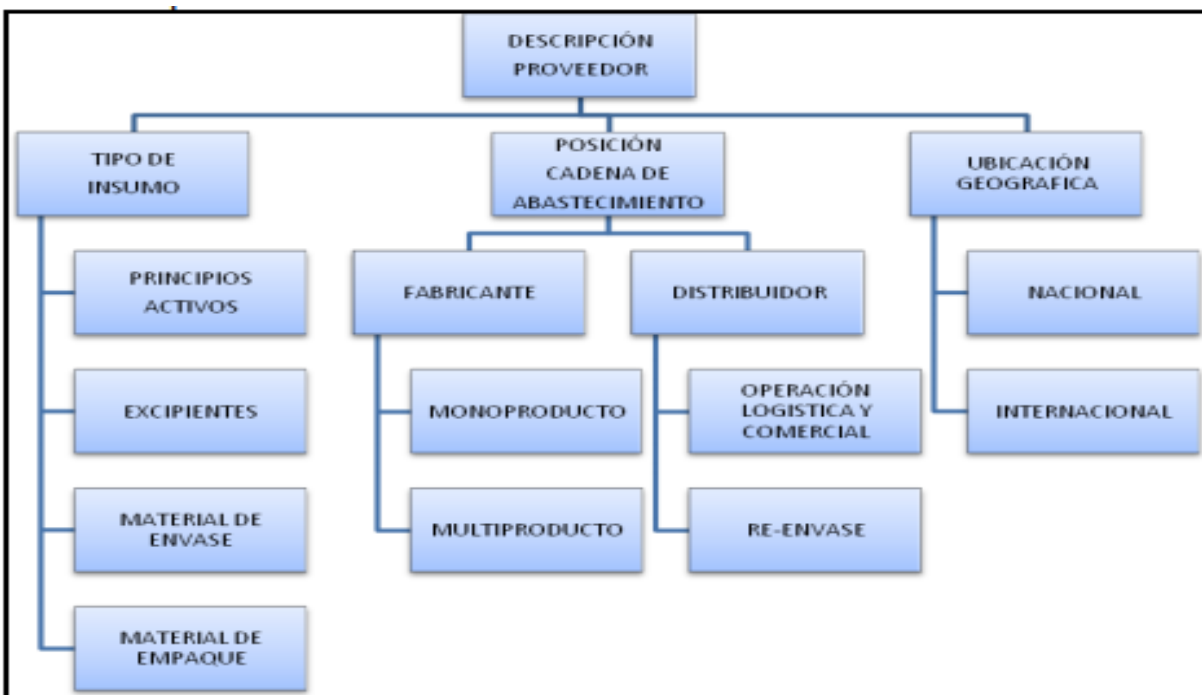 DESCRIPCIÓN
PROVEEDOR
TIPO DE
INSUMO
POSICIÓN
CADENA DE
ABASTECIMIENTO
UBICACIÓN
GEOGRAFICA
PRINCIPIOS
ACTIVOS
FABRICANTE
DISTRIBUIDOR
NACIONAL
EXCIPIENTES
MONOPRODUCTO
OPERACIÓN
LOGISTICA Y
COMERCIAL
INTERNACIONAL
MATERIAL DE
ENVASE
MULTIPRODUCTO
RE-ENVASE
MATERIAL DE
EMPAQUE